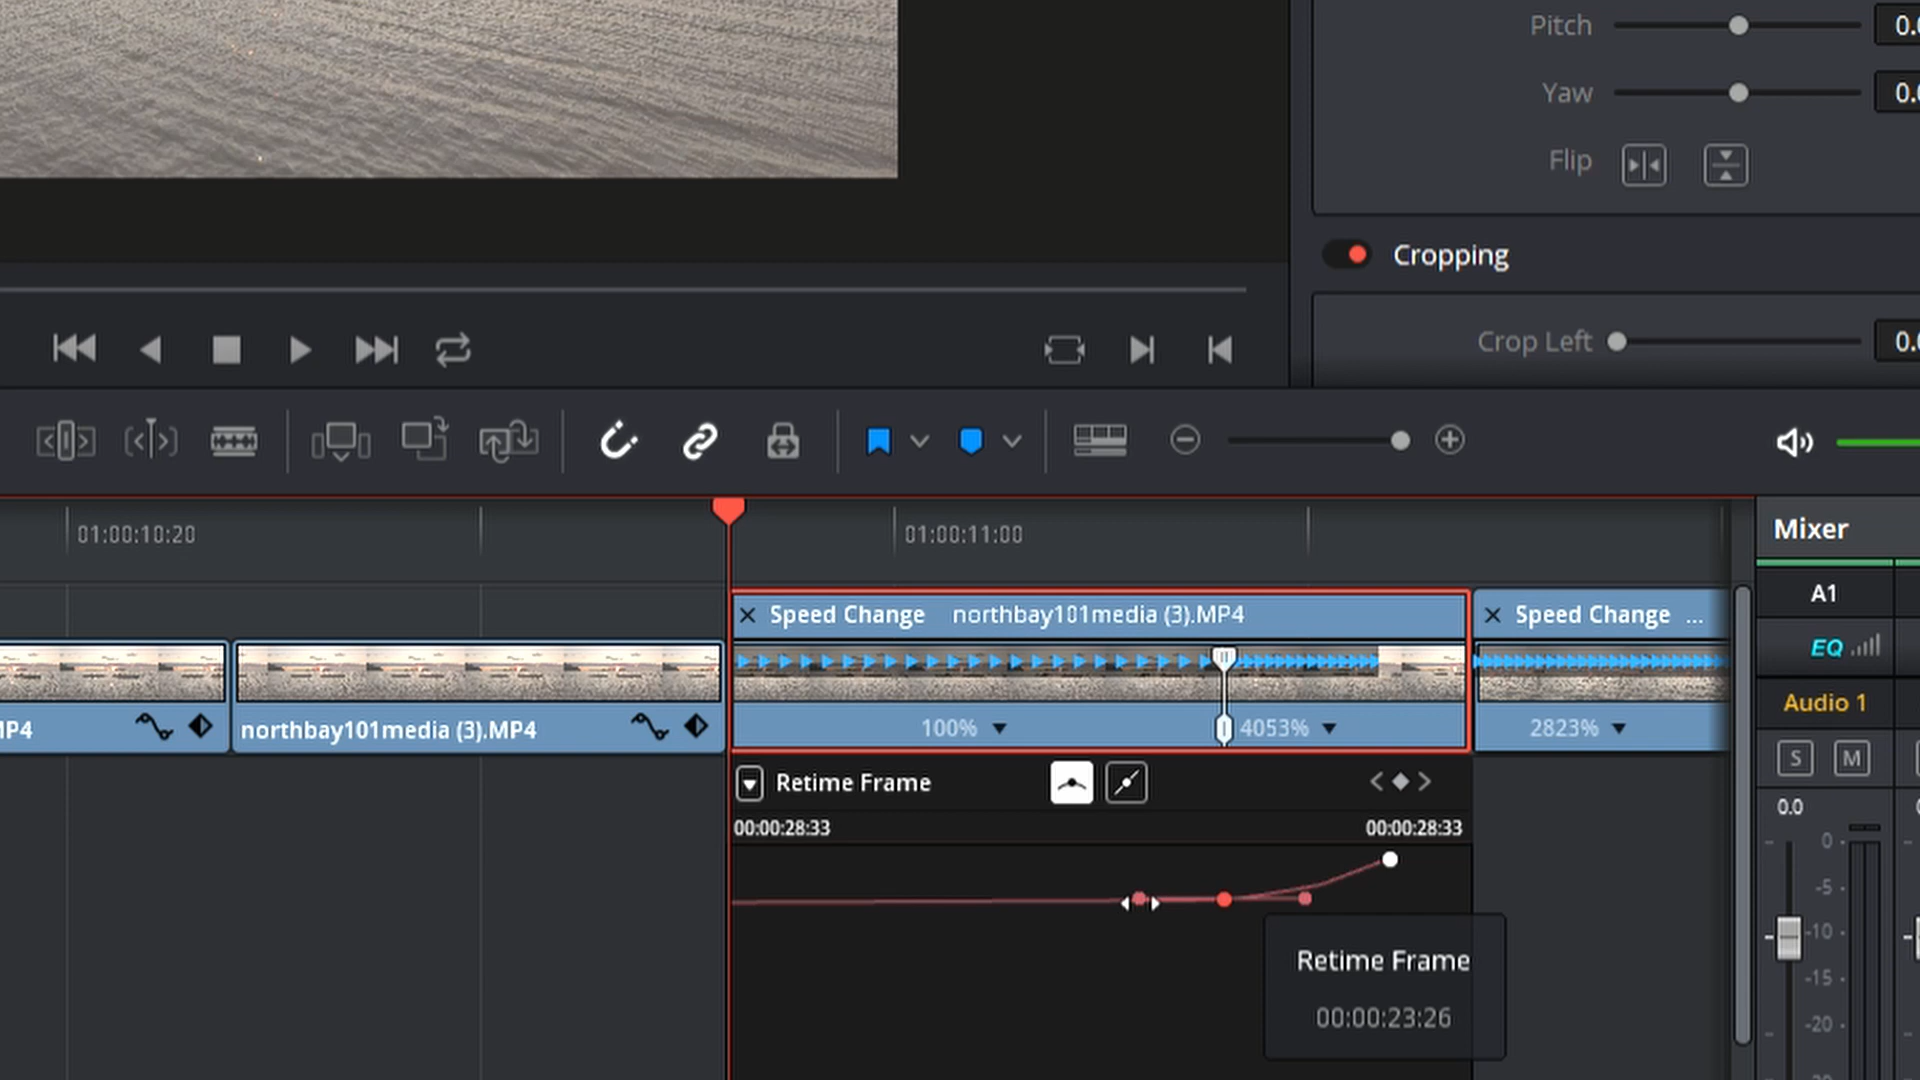 Pitch
0.
Yaw
0.
Flip
Cropping
Crop Left
0.
01:00:10:20
01:00:11:00
Mixer
Speed Change northbay101media (3).MP4
Speed Change ...
A1
EQ
Audio 1
MP4
northbay101media (3).MP4
100%
4053%
2823%
S M
Retime Frame
00:00:28:33
00:00:28:33
0.0
0
-5
-10
-15
-20
Retime Frame
00:00:23:26